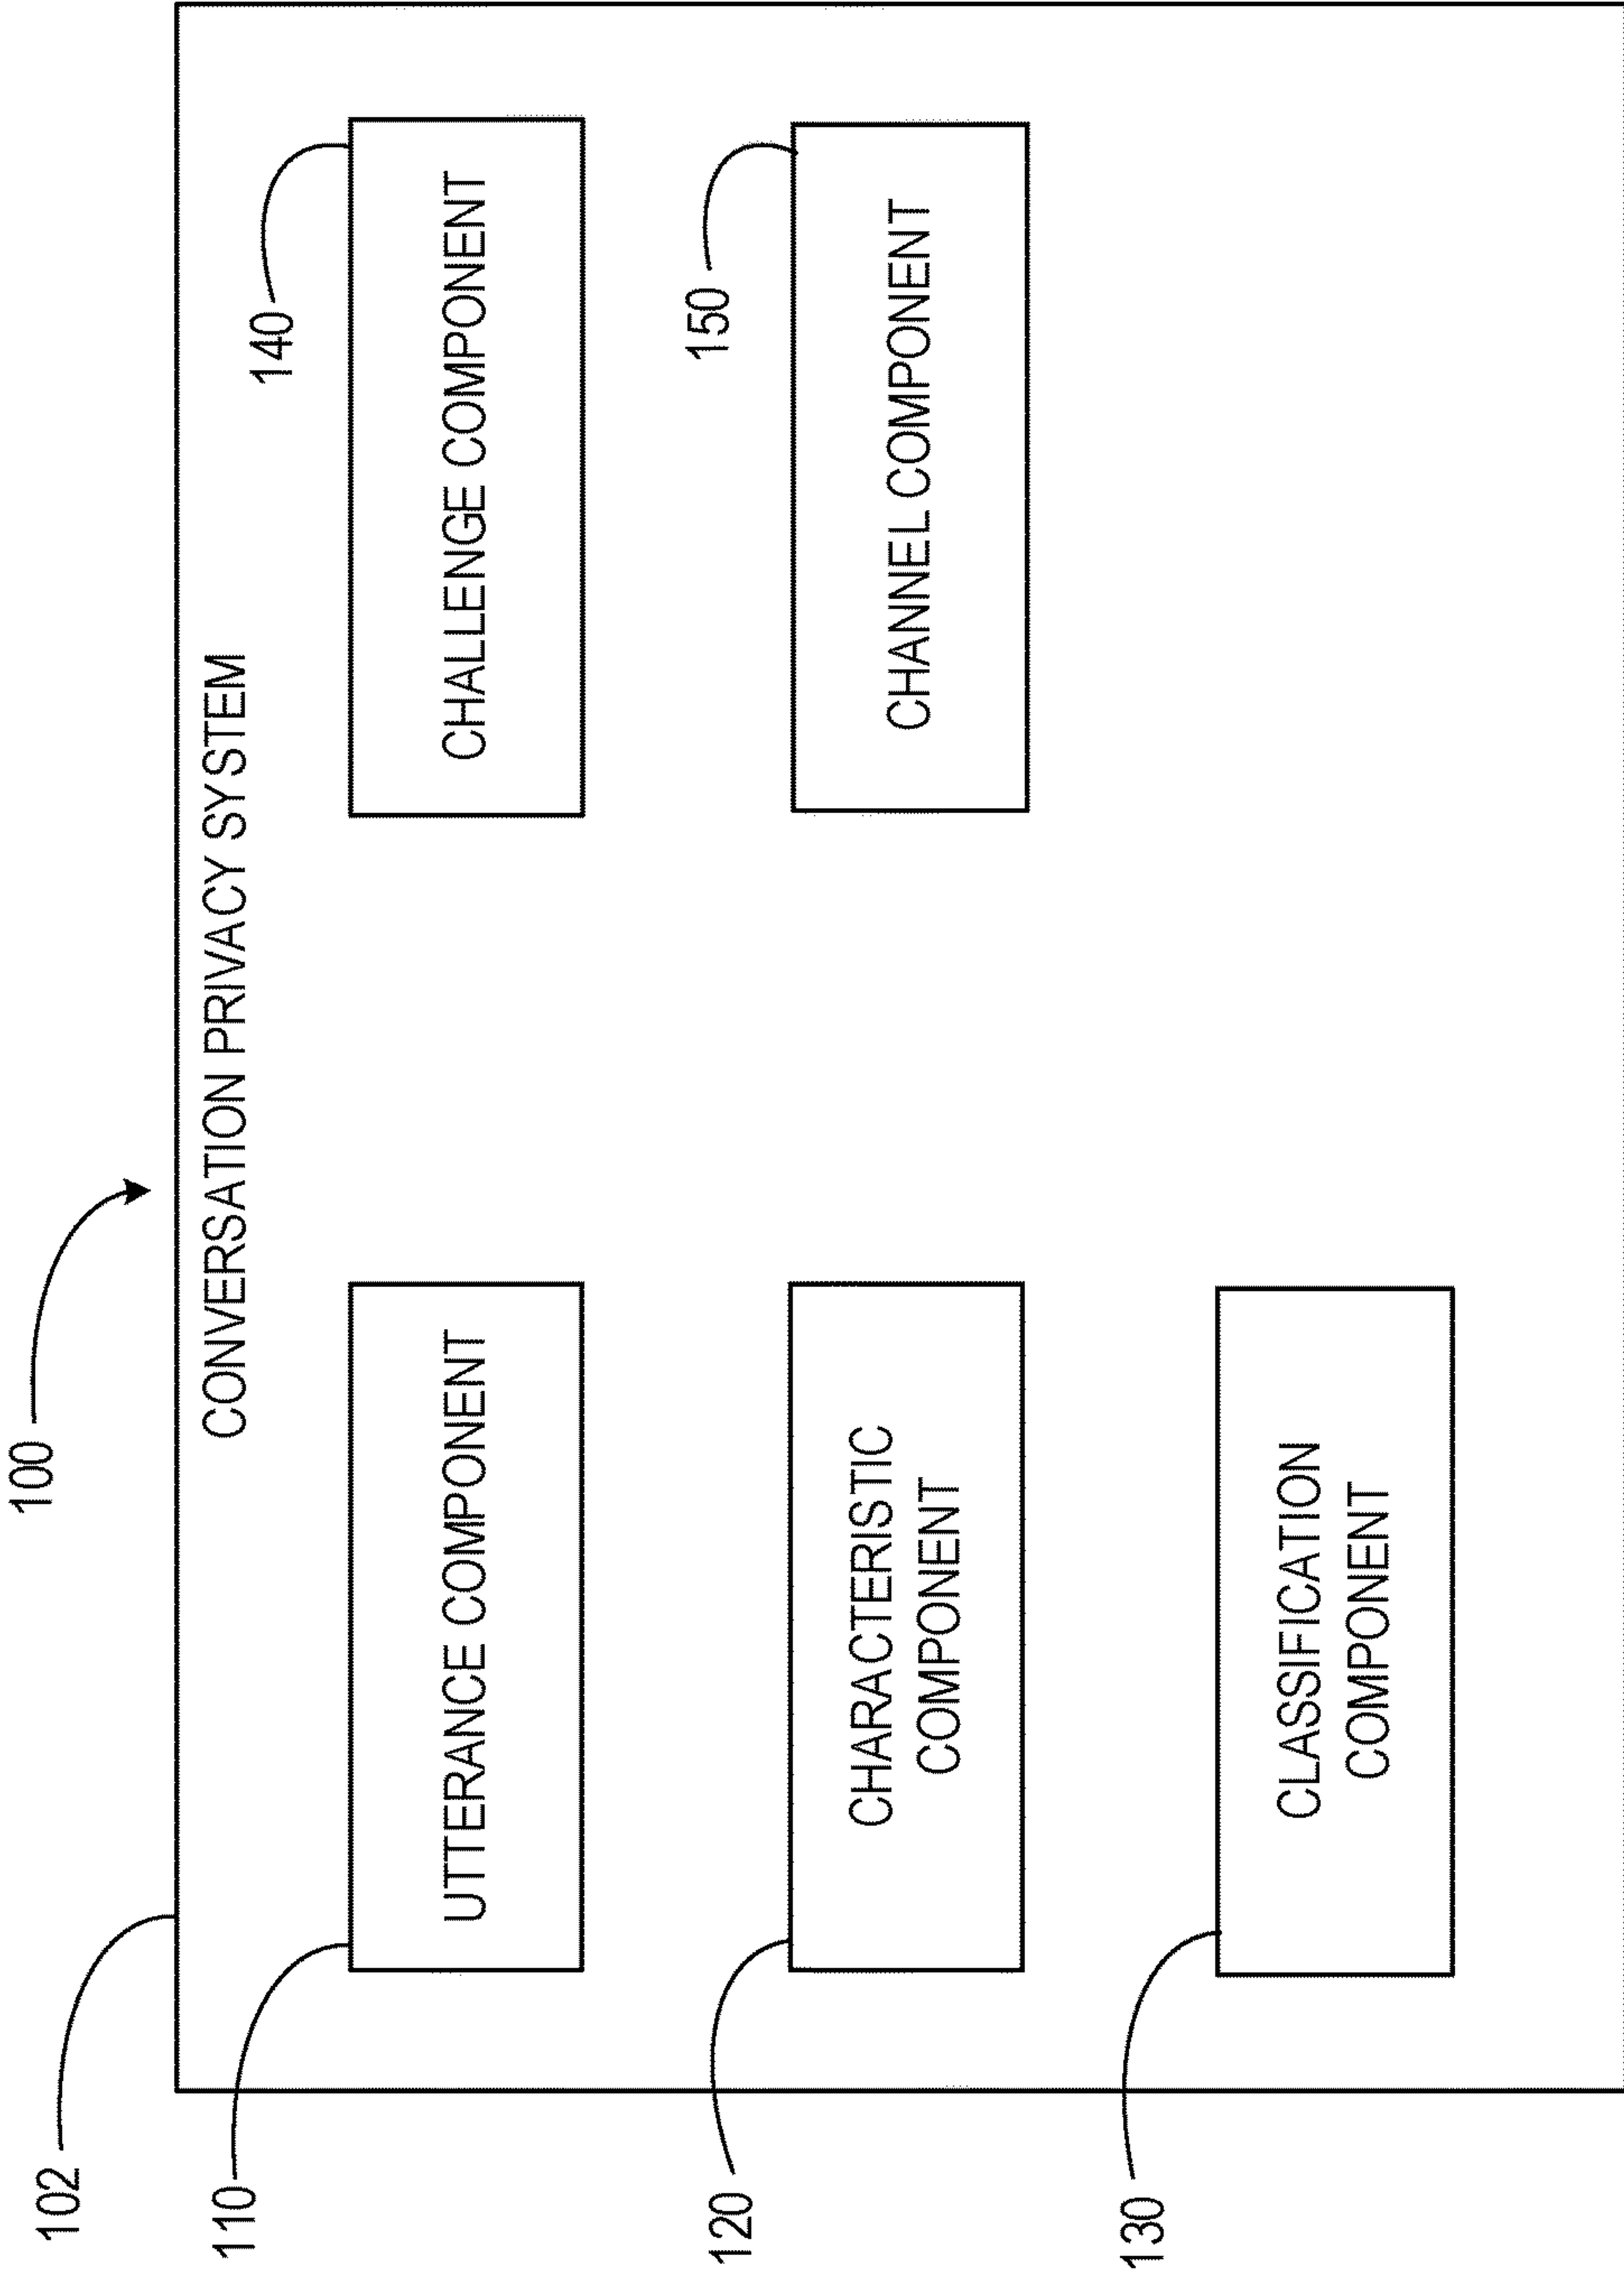 100
102
CONVERSATION PRIVACY SYSTEM
110
UTTERANCE COMPONENT
140
CHALLENGE COMPONENT
120
CHARACTERISTIC
COMPONENT
150
CHANNEL COMPONENT
130
CLASSIFICATION
COMPONENT